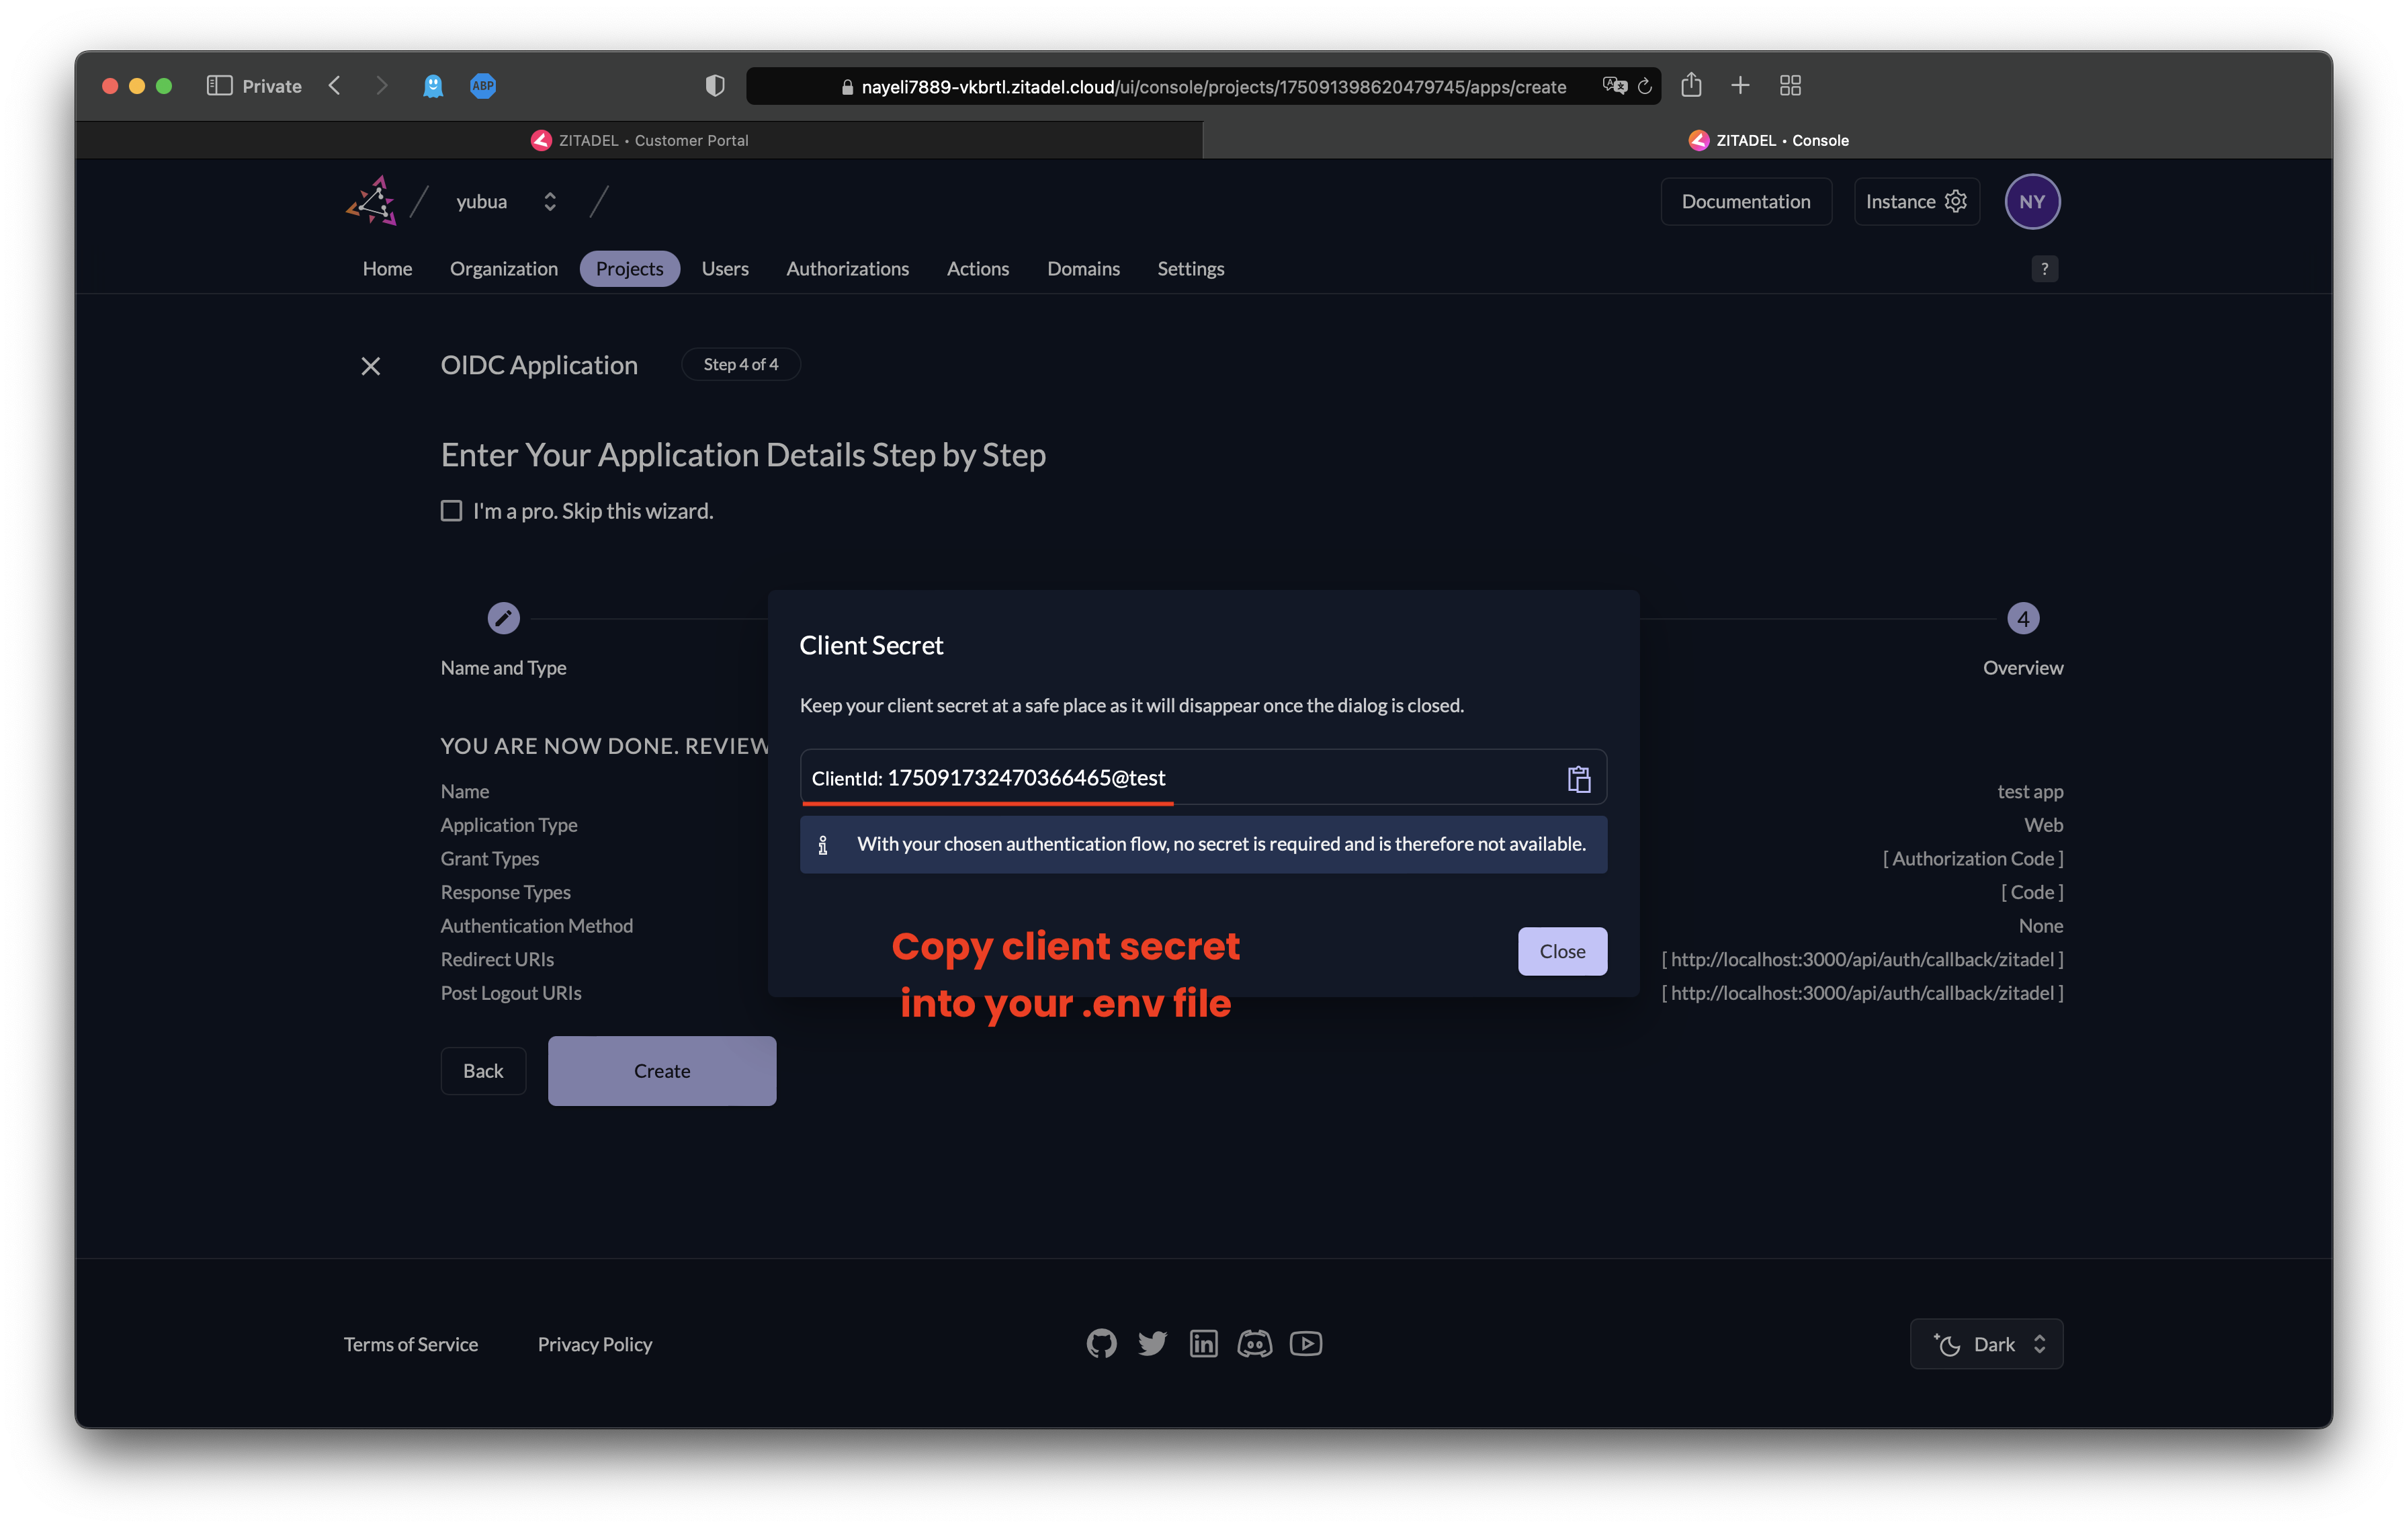 Private
ABP
nayeli7889-vkbrtl.zitadel.cloud/ui/console/projects/175091398620479745/apps/create
ZITADEL • Customer Portal
ZITADEL • Console
yubua
Documentation
Instance
NY
Home
Organization
Projects
Users
Authorizations
Actions
Domains
Settings
?
OIDC Application
Step 4 of 4
Enter Your Application Details Step by Step
I'm a pro. Skip this wizard.
4
Name and Type
Overview
Client Secret
Keep your client secret at a safe place as it will disappear once the dialog is closed.
ClientId: 175091732470366465@test
With your chosen authentication flow, no secret is required and is therefore not available.
Close
Copy client secret
into your .env file
YOU ARE NOW DONE. REVIEW
Name
test app
Application Type
Web
Grant Types
[ Authorization Code ]
Response Types
[ Code ]
Authentication Method
None
Redirect URIs
[ http://localhost:3000/api/auth/callback/zitadel ]
Post Logout URIs
[ http://localhost:3000/api/auth/callback/zitadel ]
Back
Create
Terms of Service
Privacy Policy
Dark